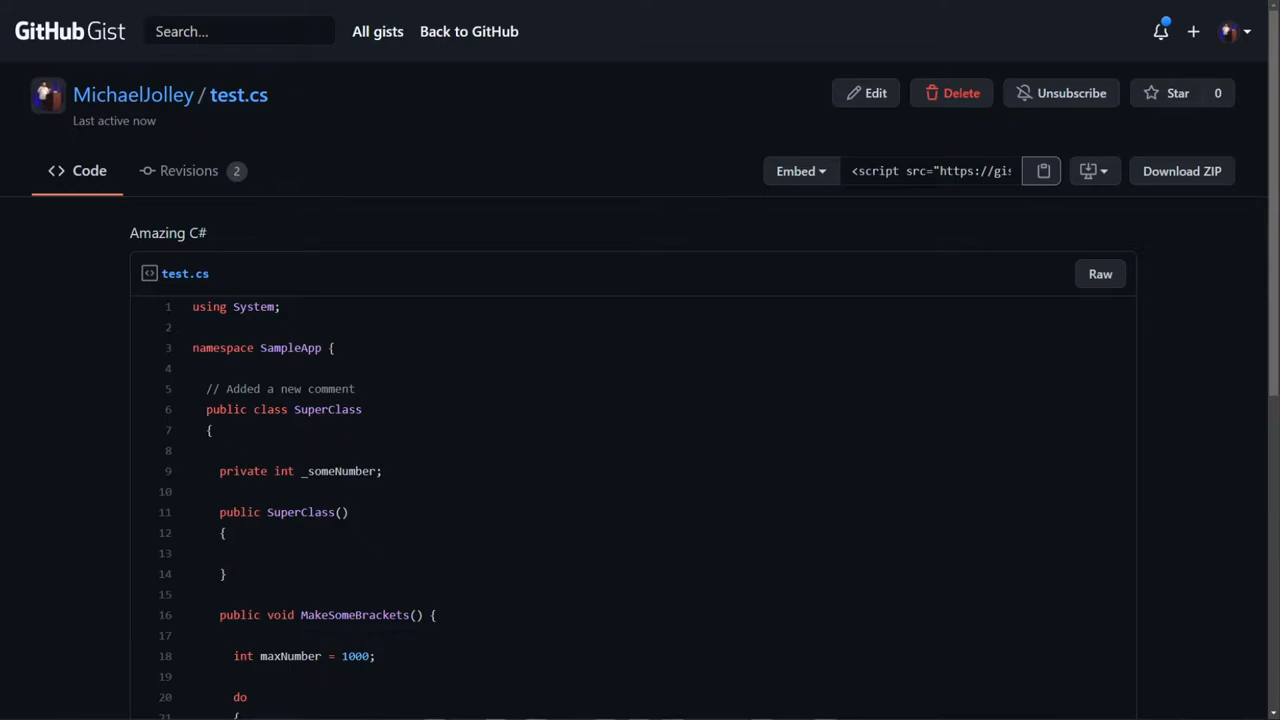 GitHub Gist Search... All gists Back to GitHub
MichaelJolley / test.cs Edit Delete Unsubscribe Star 0
Last active now
Code Revisions 2 Embed <script src="https://gis Download ZIP
Amazing C#
test.cs Raw
1 using System;
2
3 namespace SampleApp {
4
5 // Added a new comment
6 public class SuperClass
7 {
8
9 private int _someNumber;
10
11 public SuperClass()
12 {
13
14 }
15
16 public void MakeSomeBrackets() {
17
18 int maxNumber = 1000;
19
20 do
21 {